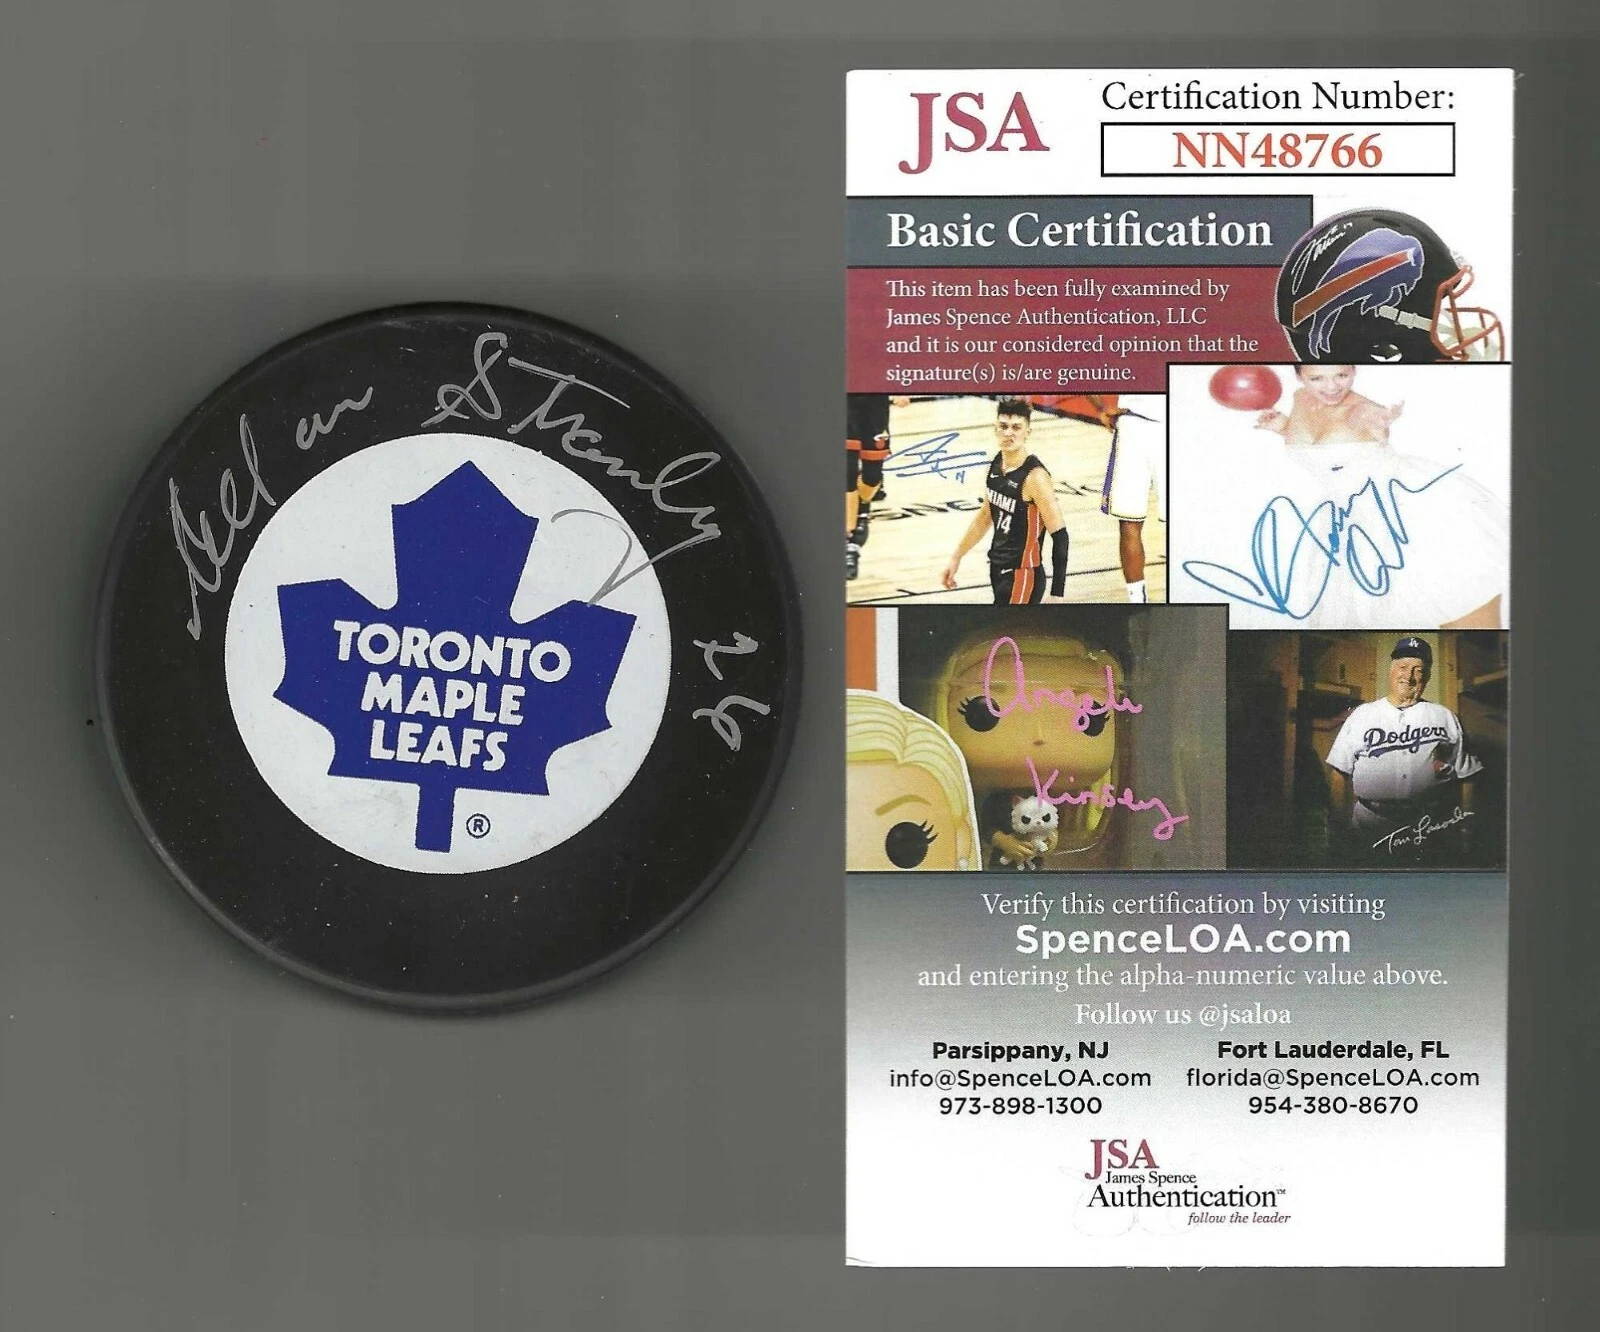 Allan Stanley
26
TORONTO
MAPLE
LEAFS
®
JSA
Certification Number:
NN48766
Basic Certification
This item has been fully examined by
James Spence Authentication, LLC
and it is our considered opinion that the
signature(s) is/are genuine.
MIAMI
14
Angela
Kinsey
Dodgers
Tom Lasorda
Verify this certification by visiting
SpenceLOA.com
and entering the alpha-numeric value above.
Follow us @jsaloa
Parsippany, NJ
info@SpenceLOA.com
973-898-1300
Fort Lauderdale, FL
florida@SpenceLOA.com
954-380-8670
JSA
James Spence
Authentication™
follow the leader